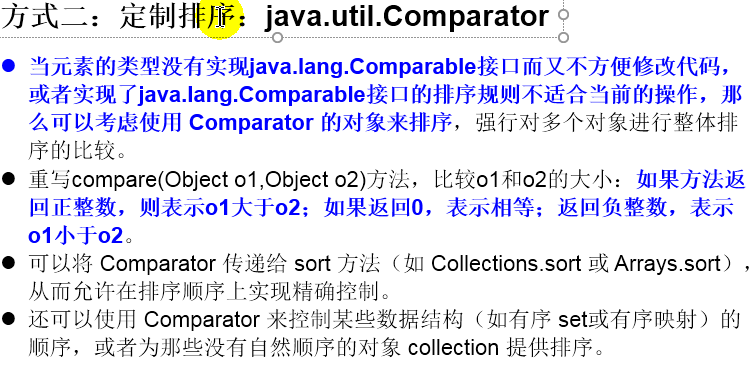 方式二：定制排序：java.util.Comparator
● 当元素的类型没有实现java.lang.Comparable接口而又不方便修改代码，
或者实现了java.lang.Comparable接口的排序规则不适合当前的操作，那
么可以考虑使用 Comparator 的对象来排序，强行对多个对象进行整体排
序的比较。
● 重写compare(Object o1,Object o2)方法，比较o1和o2的大小：如果方法返
回正整数，则表示o1大于o2；如果返回0，表示相等；返回负整数，表示
o1小于o2。
● 可以将 Comparator 传递给 sort 方法（如 Collections.sort 或 Arrays.sort），
从而允许在排序顺序上实现精确控制。
● 还可以使用 Comparator 来控制某些数据结构（如有序 set或有序映射）的
顺序，或者为那些没有自然顺序的对象 collection 提供排序。